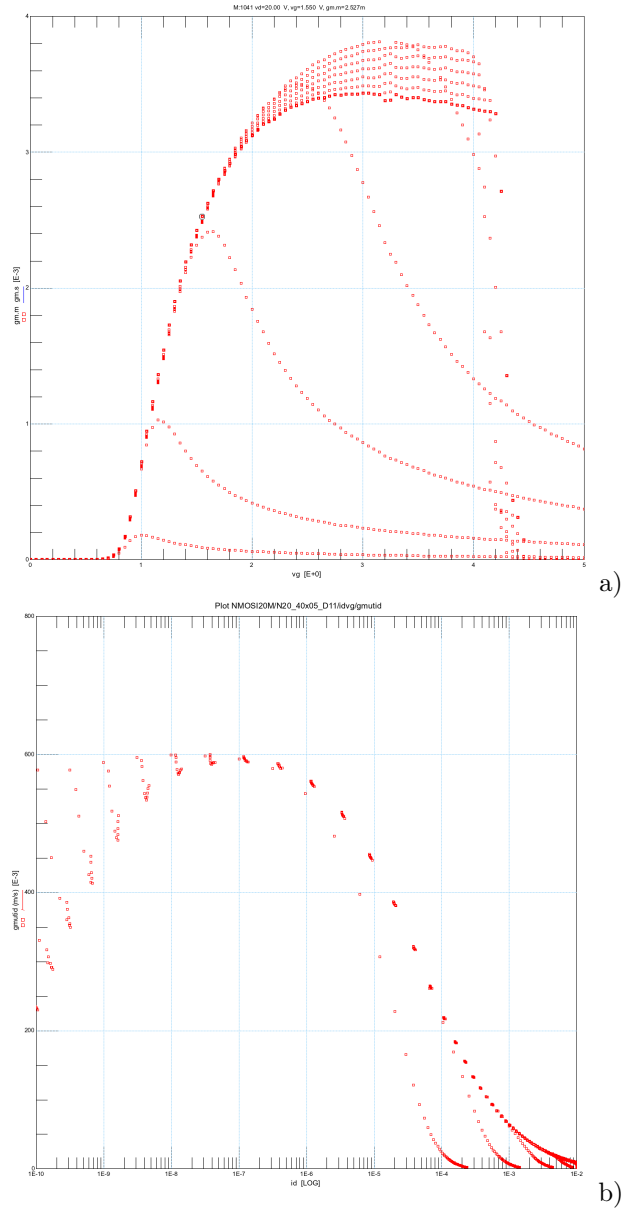 M:1041 vd=20.00 V, vg=1.550 V, gm.m=2.527m
4
3
2
1
0
gm.m gm.s [E-3]
0 1 2 3 4 5
vg [E+0]
a)
Plot NMOSI20M/N20_40x05_D11/idvg/gmutid
800
600
400
200
0
gmutid (m/s) [E-3]
1E-10 1E-9 1E-8 1E-7 1E-6 1E-5 1E-4 1E-3 1E-2
id [LOG]
b)